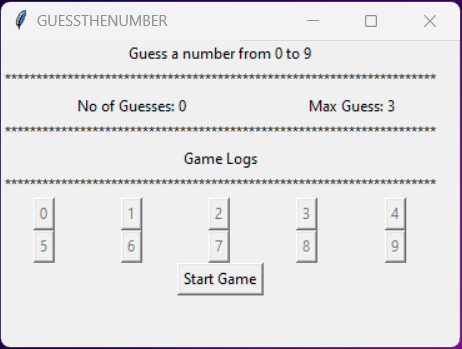 GUESSTHENUMBER
Guess a number from 0 to 9
*********************************************************************
No of Guesses: 0 Max Guess: 3
*********************************************************************
Game Logs
*********************************************************************
0 1 2 3 4
5 6 7 8 9
Start Game